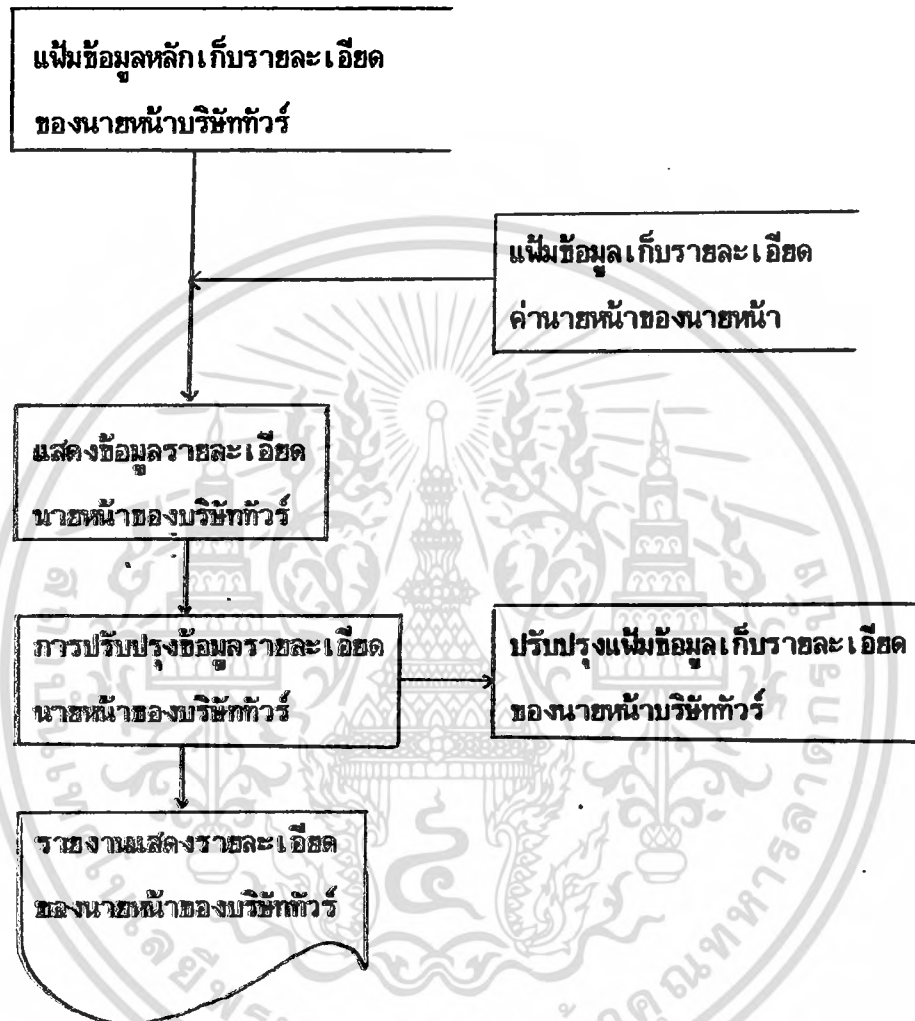 แฟ้มข้อมูลหลักเก็บรายละเอียด
ของนายหน้าบริษัททัวร์
แฟ้มข้อมูลเก็บรายละเอียด
ค่านายหน้าของนายหน้า
แสดงข้อมูลรายละเอียด
นายหน้าของบริษัททัวร์
การปรับปรุงข้อมูลรายละเอียด
นายหน้าของบริษัททัวร์
ปรับปรุงแฟ้มข้อมูลเก็บรายละเอียด
ของนายหน้าบริษัททัวร์
รายงานแสดงรายละเอียด
ของนายหน้าของบริษัททัวร์